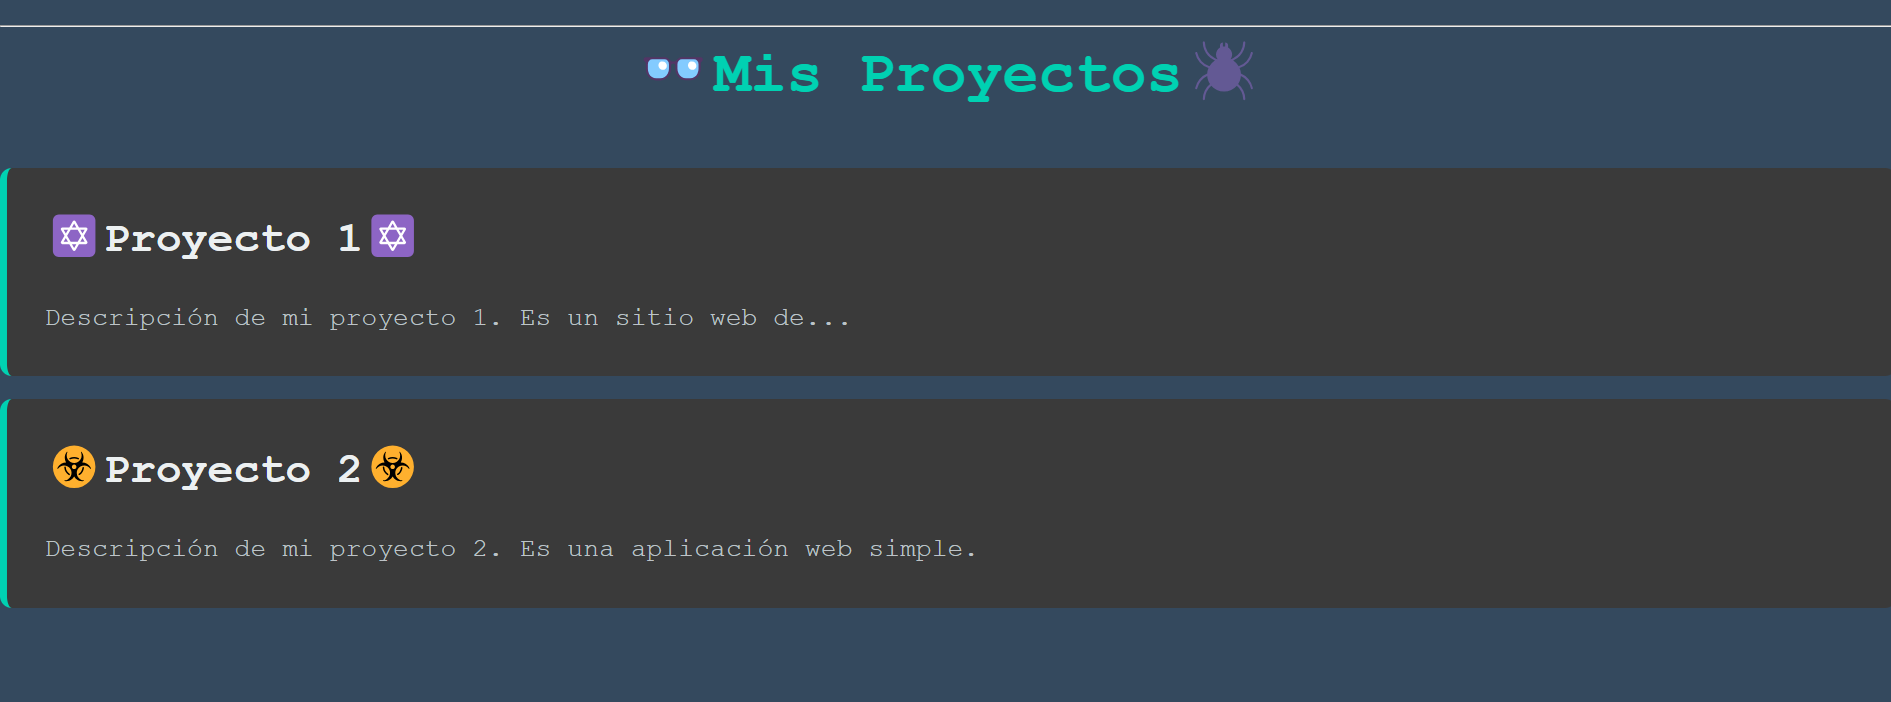 👀Mis Proyectos🕷
🔯Proyecto 1🔯
Descripción de mi proyecto 1. Es un sitio web de...
☣Proyecto 2☣
Descripción de mi proyecto 2. Es una aplicación web simple.